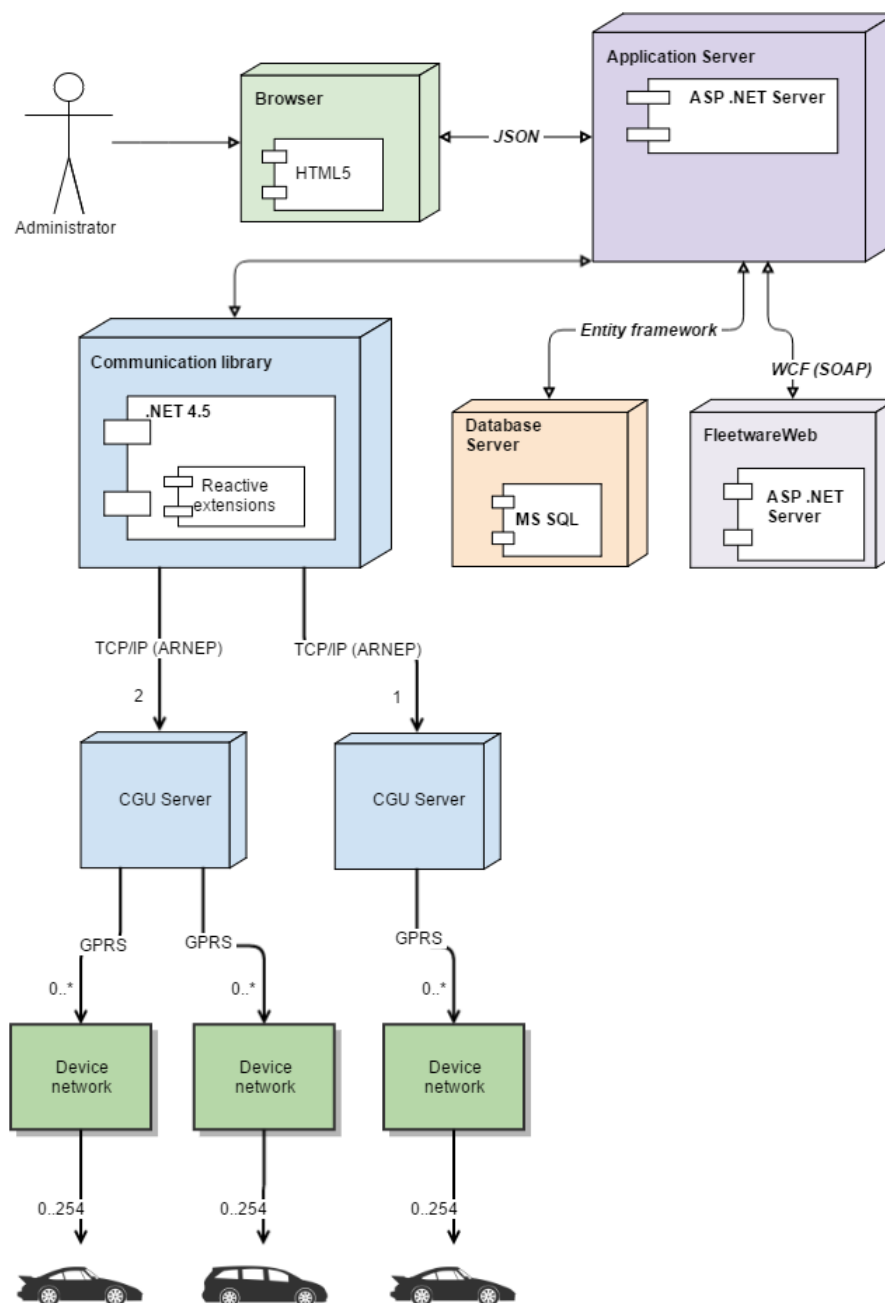 Application Server
ASP .NET Server
Browser
HTML5
JSON
Administrator
Entity framework
WCF (SOAP)
Communication library
.NET 4.5
Reactive
extensions
Database
Server
MS SQL
FleetwareWeb
ASP .NET
Server
TCP/IP (ARNEP)
TCP/IP (ARNEP)
2
1
CGU Server
CGU Server
GPRS
GPRS
GPRS
0..*
0..*
0..*
Device
network
Device
network
Device
network
0..254
0..254
0..254